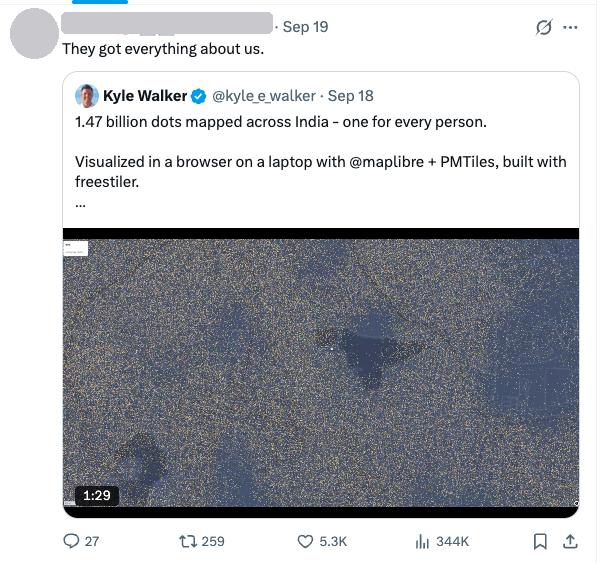 · Sep 19
They got everything about us.
Kyle Walker @kyle_e_walker · Sep 18
1.47 billion dots mapped across India - one for every person.
Visualized in a browser on a laptop with @maplibre + PMTiles, built with
freestiler.
...
1:29
27 259 5.3K 344K